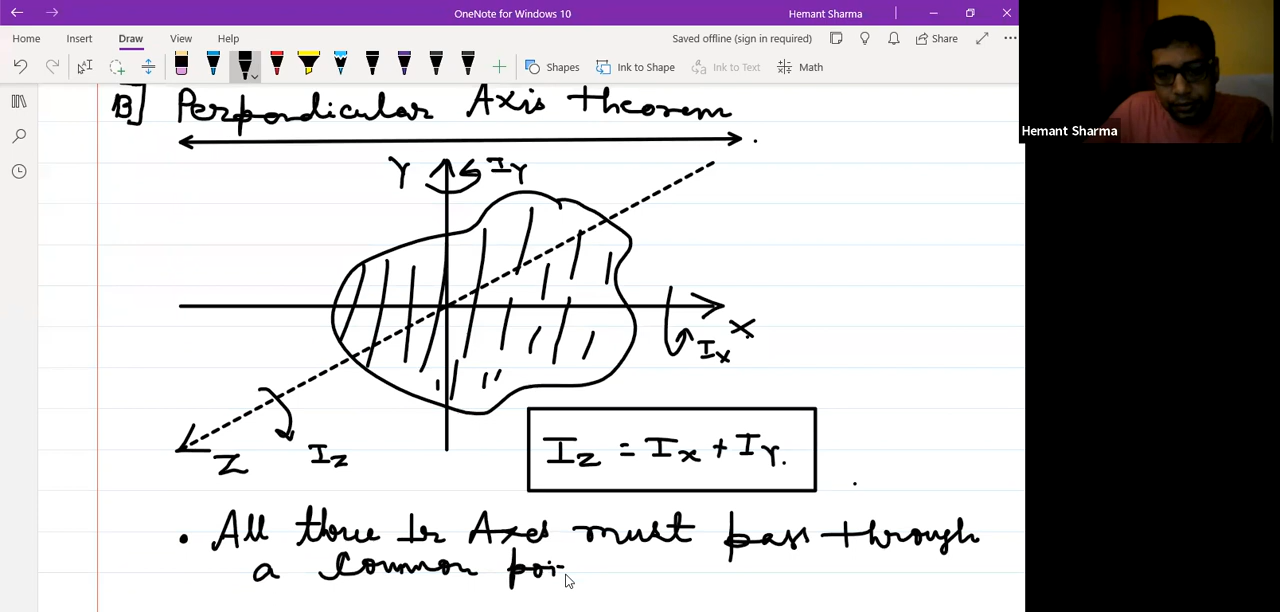 OneNote for Windows 10
Hemant Sharma
Home Insert Draw View Help
Saved offline (sign in required)
Share
Shapes
Ink to Shape
Ink to Text
Math
Hemant Sharma
B] Perpendicular Axis theorem
Y
IY
X
Ix
Z
Iz
Iz = Ix + IY.
• All three ⊥r Axes must pass through
a common poi